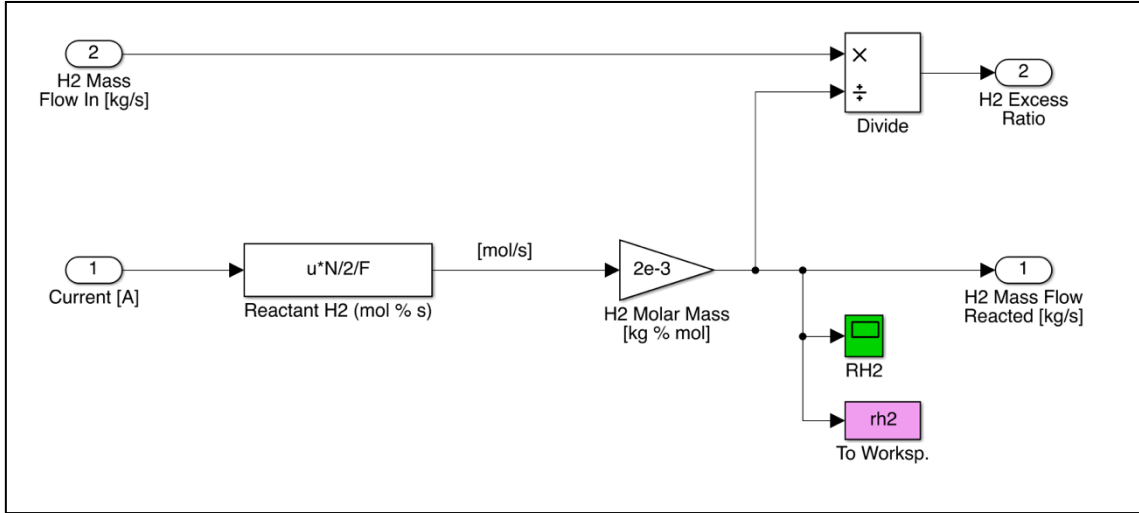 2
H2 Mass
Flow In [kg/s]
×
÷
Divide
2
H2 Excess
Ratio
1
Current [A]
u*N/2/F
Reactant H2 (mol % s)
[mol/s]
2e-3
H2 Molar Mass
[kg % mol]
1
H2 Mass Flow
Reacted [kg/s]
RH2
rh2
To Worksp.